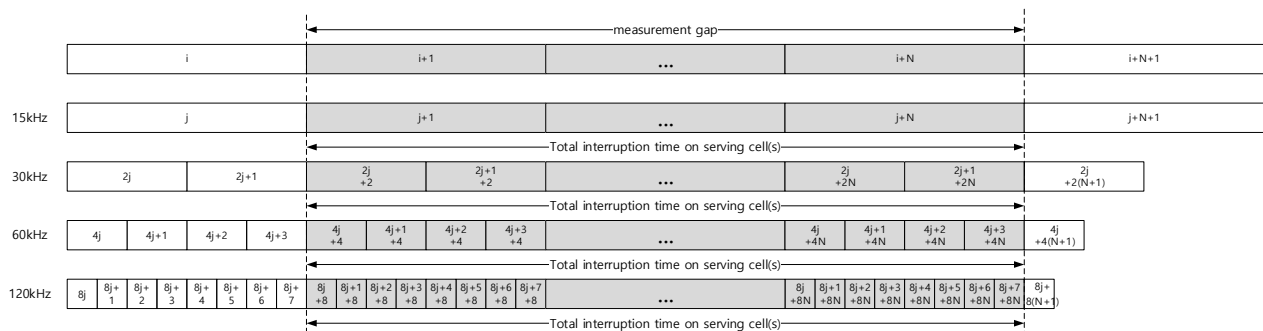 measurement gap
i i+1 ... i+N i+N+1
15kHz j j+1 ... j+N j+N+1
Total interruption time on serving cell(s)
30kHz 2j 2j+1 2j +2 2j+1 +2 ... 2j +2N 2j+1 +2N 2j +2(N+1)
Total interruption time on serving cell(s)
60kHz 4j 4j+1 4j+2 4j+3 4j +4 4j+1 +4 4j+2 +4 4j+3 +4 ... 4j +4N 4j+1 +4N 4j+2 +4N 4j+3 +4N 4j +4(N+1)
Total interruption time on serving cell(s)
120kHz 8j 8j+ 1 8j+ 2 8j+ 3 8j+ 4 8j+ 5 8j+ 6 8j+ 7 8j +8 8j+1 +8 8j+2 +8 8j+3 +8 8j+4 +8 8j+5 +8 8j+6 +8 8j+7 +8 ... 8j +8N 8j+1 +8N 8j+2 +8N 8j+3 +8N 8j+4 +8N 8j+5 +8N 8j+6 +8N 8j+7 +8N 8j+ 8(N+1)
Total interruption time on serving cell(s)